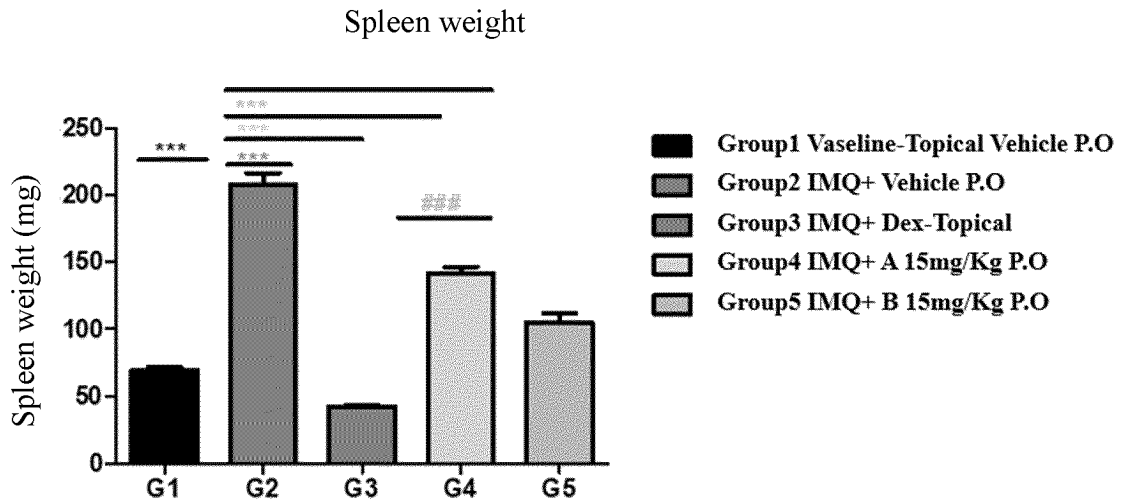 Spleen weight
***
***
250
***
***
Group1 Vaseline-Topical Vehicle P.O
200
Group2 IMQ+ Vehicle P.O
###
Group3 IMQ+ Dex-Topical
150
Group4 IMQ+ A 15mg/Kg P.O
100
Group5 IMQ+ B 15mg/Kg P.O
50
0
Spleen weight (mg)
G1 G2 G3 G4 G5